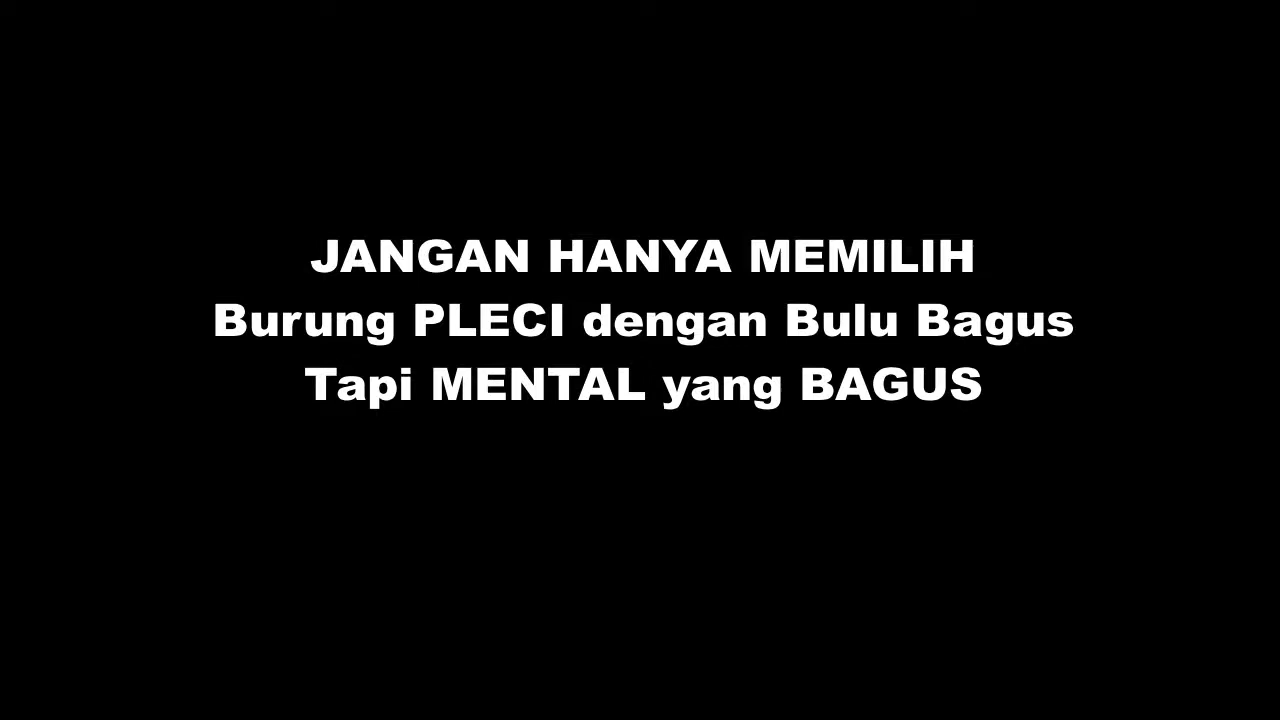 JANGAN HANYA MEMILIH
Burung PLECI dengan Bulu Bagus
Tapi MENTAL yang BAGUS